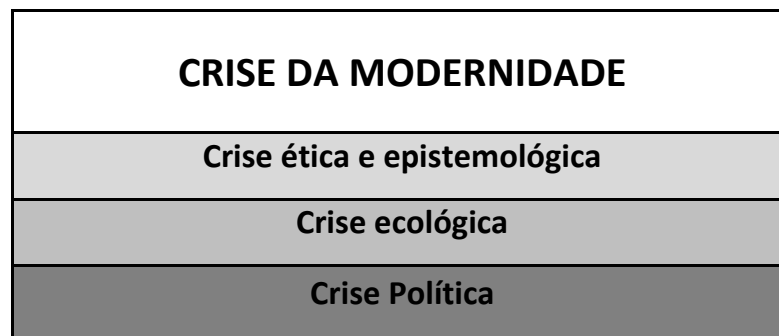 CRISE DA MODERNIDADE
Crise ética e epistemológica
Crise ecológica
Crise Política